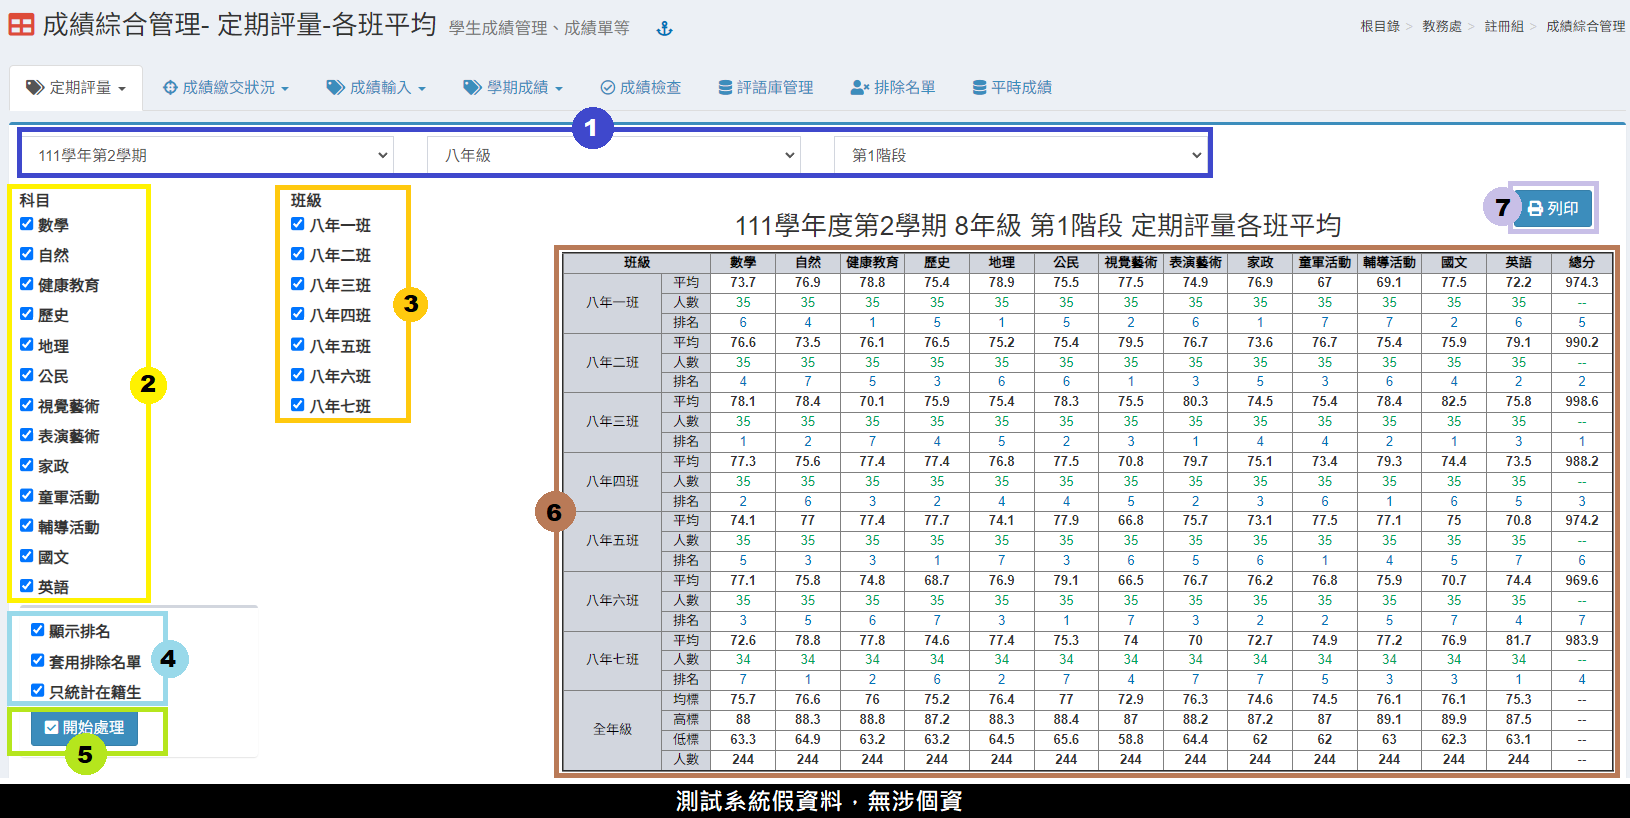 成績綜合管理- 定期評量-各班平均 學生成績管理、成績單等
根目錄 > 教務處 > 註冊組 > 成績綜合管理
定期評量 成績繳交狀況 成績輸入 學期成績 成績檢查 評語庫管理 排除名單 平時成績
1
111學年第2學期 八年級 第1階段
科目
數學
自然
健康教育
歷史
地理
公民
視覺藝術
表演藝術
家政
童軍活動
輔導活動
國文
英語
2
班級
八年一班
八年二班
八年三班
八年四班
八年五班
八年六班
八年七班
3
顯示排名
套用排除名單
只統計在籍生
4
開始處理
5
7 列印
111學年度第2學期 8年級 第1階段 定期評量各班平均
6
班級 數學 自然 健康教育 歷史 地理 公民 視覺藝術 表演藝術 家政 童軍活動 輔導活動 國文 英語 總分
八年一班 平均 73.7 76.9 78.8 75.4 78.9 75.5 77.5 74.9 76.9 67 69.1 77.5 72.2 974.3
人數 35 35 35 35 35 35 35 35 35 35 35 35 35 --
排名 6 4 1 5 1 5 2 6 1 7 7 2 6 5
八年二班 平均 76.6 73.5 76.1 76.5 75.2 75.4 79.5 76.7 73.6 76.7 75.4 75.9 79.1 990.2
人數 35 35 35 35 35 35 35 35 35 35 35 35 35 --
排名 4 7 5 3 6 6 1 3 5 3 6 4 2 2
八年三班 平均 78.1 78.4 70.1 75.9 75.4 78.3 75.5 80.3 74.5 75.4 78.4 82.5 75.8 998.6
人數 35 35 35 35 35 35 35 35 35 35 35 35 35 --
排名 1 2 7 4 5 2 3 1 4 4 2 1 3 1
八年四班 平均 77.3 75.6 77.4 77.4 76.8 77.5 70.8 79.7 75.1 73.4 79.3 74.4 73.5 988.2
人數 35 35 35 35 35 35 35 35 35 35 35 35 35 --
排名 2 6 3 2 4 4 5 2 3 6 1 6 5 3
八年五班 平均 74.1 77 77.4 77.7 74.1 77.9 66.8 75.7 73.1 77.5 77.1 75 70.8 974.2
人數 35 35 35 35 35 35 35 35 35 35 35 35 35 --
排名 5 3 3 1 7 3 6 5 6 1 4 5 7 6
八年六班 平均 77.1 75.8 74.8 68.7 76.9 79.1 66.5 76.7 76.2 76.8 75.9 70.7 74.4 969.6
人數 35 35 35 35 35 35 35 35 35 35 35 35 35 --
排名 3 5 6 7 3 1 7 3 2 2 5 7 4 7
八年七班 平均 72.6 78.8 77.8 74.6 77.4 75.3 74 70 72.7 74.9 77.2 76.9 81.7 983.9
人數 34 34 34 34 34 34 34 34 34 34 34 34 34 --
排名 7 1 2 6 2 7 4 7 7 5 3 3 1 4
全年級 均標 75.7 76.6 76 75.2 76.4 77 72.9 76.3 74.6 74.5 76.1 76.1 75.3 --
高標 88 88.3 88.8 87.2 88.3 88.4 87 88.2 87.2 87 89.1 89.9 87.5 --
低標 63.3 64.9 63.2 63.2 64.5 65.6 58.8 64.4 62 62 63 62.3 63.1 --
人數 244 244 244 244 244 244 244 244 244 244 244 244 244 --
測試系統假資料，無涉個資